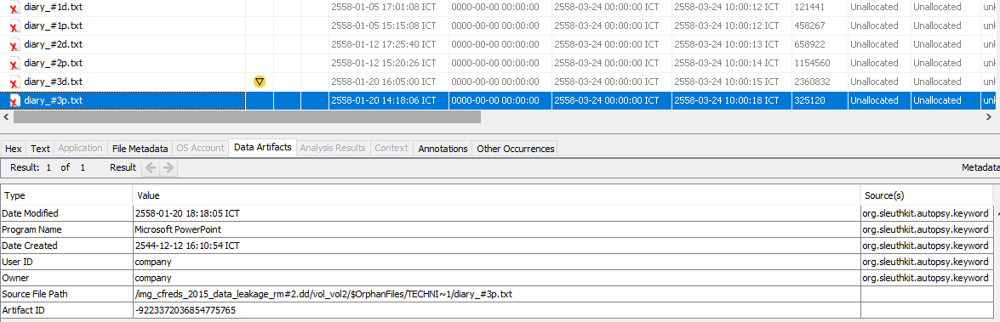 diary_#1d.txt 2558-01-05 17:01:08 ICT 0000-00-00 00:00:00 2558-03-24 00:00:00 ICT 2558-03-24 10:00:12 ICT 121441 Unallocated Unallocated unk
diary_#1p.txt 2558-01-05 15:15:08 ICT 0000-00-00 00:00:00 2558-03-24 00:00:00 ICT 2558-03-24 10:00:12 ICT 458267 Unallocated Unallocated unk
diary_#2d.txt 2558-01-12 17:25:40 ICT 0000-00-00 00:00:00 2558-03-24 00:00:00 ICT 2558-03-24 10:00:13 ICT 658922 Unallocated Unallocated unk
diary_#2p.txt 2558-01-12 15:20:26 ICT 0000-00-00 00:00:00 2558-03-24 00:00:00 ICT 2558-03-24 10:00:14 ICT 1154560 Unallocated Unallocated unk
diary_#3d.txt 2558-01-20 16:05:00 ICT 0000-00-00 00:00:00 2558-03-24 00:00:00 ICT 2558-03-24 10:00:15 ICT 2360832 Unallocated Unallocated unk
diary_#3p.txt 2558-01-20 14:18:06 ICT 0000-00-00 00:00:00 2558-03-24 00:00:00 ICT 2558-03-24 10:00:18 ICT 325120 Unallocated Unallocated unk
Hex Text Application File Metadata OS Account Data Artifacts Analysis Results Context Annotations Other Occurrences
Result: 1 of 1 Result Metadata
Type Value Source(s)
Date Modified 2558-01-20 18:18:05 ICT org.sleuthkit.autopsy.keyword
Program Name Microsoft PowerPoint org.sleuthkit.autopsy.keyword
Date Created 2544-12-12 16:10:54 ICT org.sleuthkit.autopsy.keyword
User ID company org.sleuthkit.autopsy.keyword
Owner company org.sleuthkit.autopsy.keyword
Source File Path /img_cfreds_2015_data_leakage_rm#2.dd/vol_vol2/$OrphanFiles/TECHNI~1/diary_#3p.txt
Artifact ID -9223372036854775765